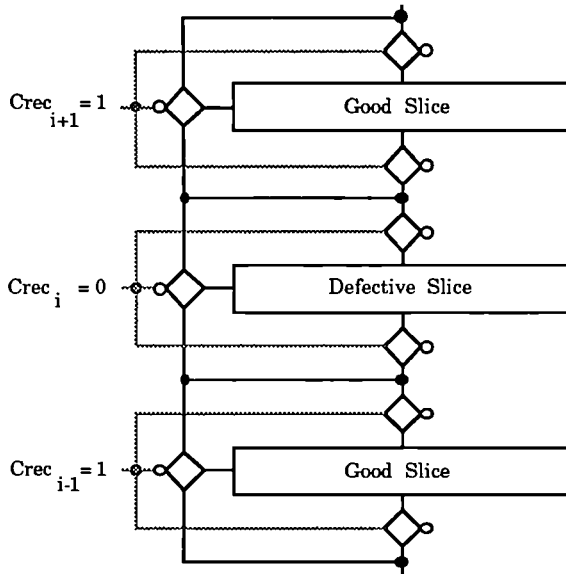 Crec i+1 = 1
Good Slice
Crec i = 0
Defective Slice
Crec i-1 = 1
Good Slice